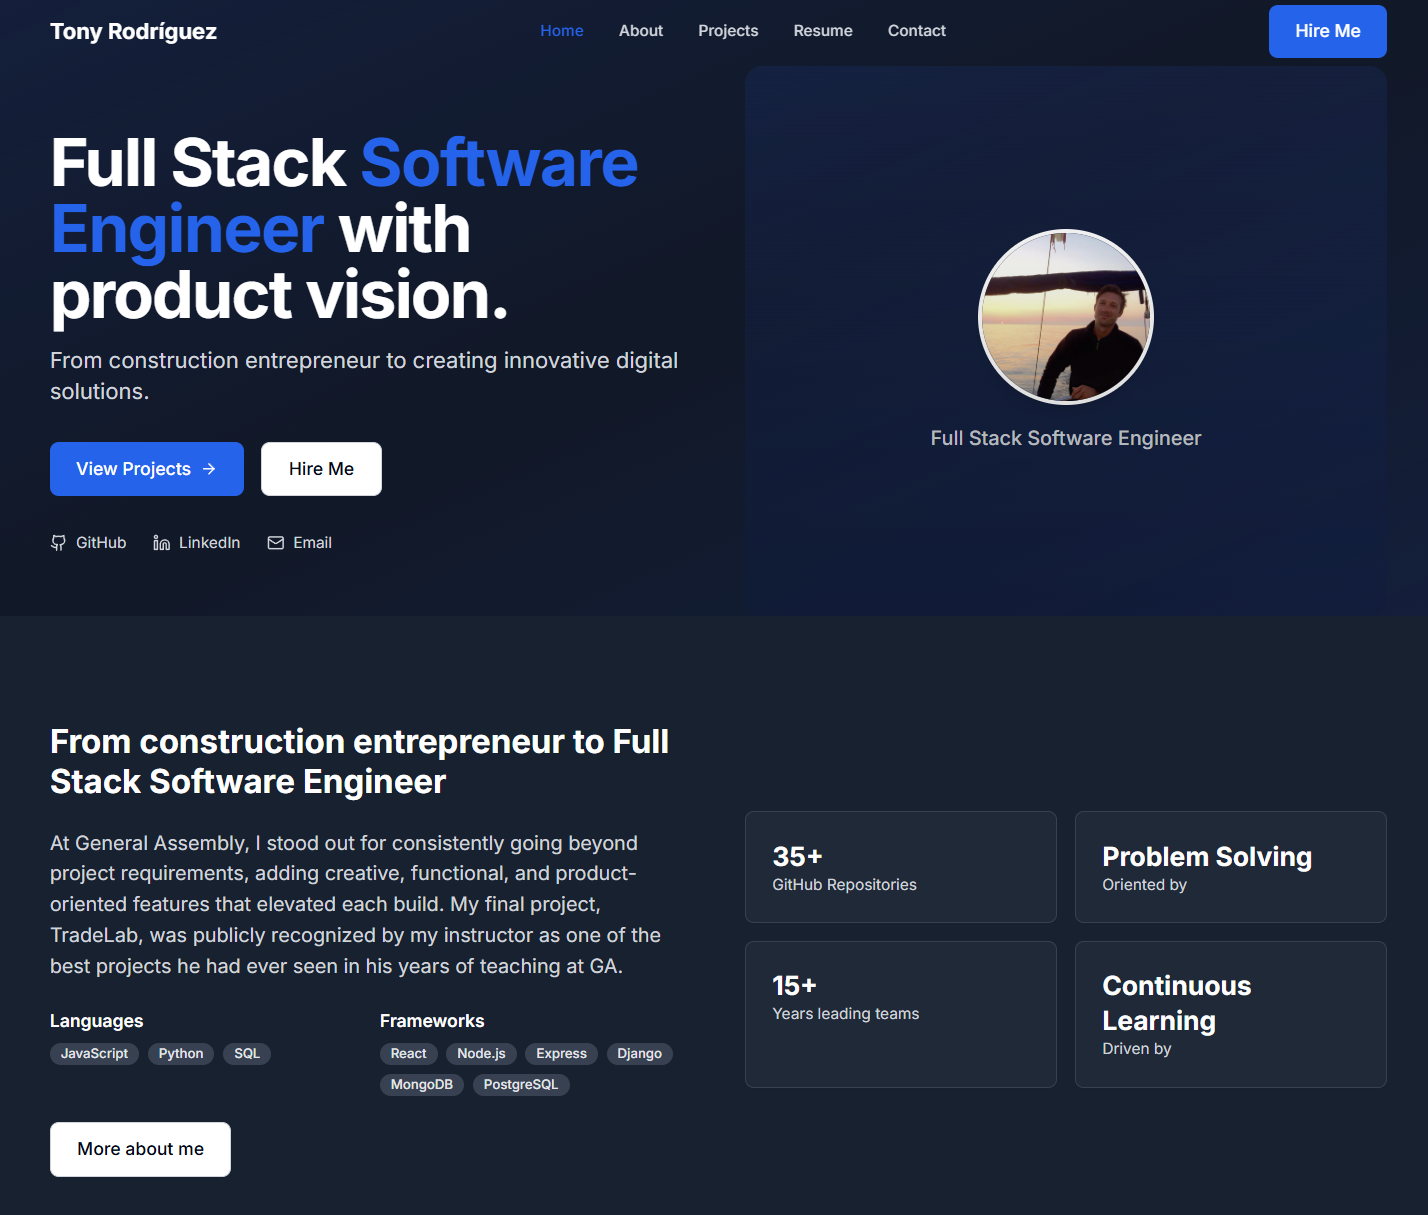 Tony Rodríguez
Home
About
Projects
Resume
Contact
Hire Me
Full Stack Software
Engineer with
product vision.
From construction entrepreneur to creating innovative digital
solutions.
View Projects →
Hire Me
GitHub
LinkedIn
Email
Full Stack Software Engineer
From construction entrepreneur to Full
Stack Software Engineer
At General Assembly, I stood out for consistently going beyond
project requirements, adding creative, functional, and product-
oriented features that elevated each build. My final project,
TradeLab, was publicly recognized by my instructor as one of the
best projects he had ever seen in his years of teaching at GA.
Languages
JavaScript
Python
SQL
Frameworks
React
Node.js
Express
Django
MongoDB
PostgreSQL
More about me
35+
GitHub Repositories
Problem Solving
Oriented by
15+
Years leading teams
Continuous
Learning
Driven by